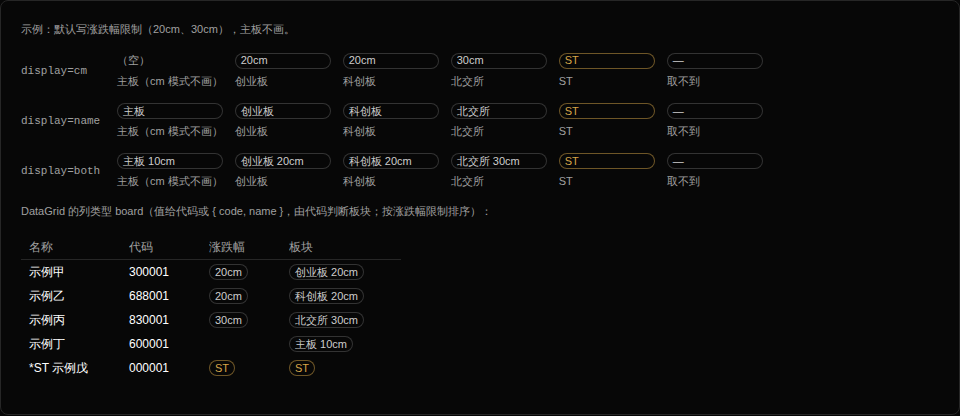 示例：默认写涨跌幅限制（20cm、30cm），主板不画。
display=cm （空） 20cm 20cm 30cm ST —
主板（cm 模式不画） 创业板 科创板 北交所 ST 取不到
display=name 主板 创业板 科创板 北交所 ST —
主板（cm 模式不画） 创业板 科创板 北交所 ST 取不到
display=both 主板 10cm 创业板 20cm 科创板 20cm 北交所 30cm ST —
主板（cm 模式不画） 创业板 科创板 北交所 ST 取不到
DataGrid 的列类型 board（值给代码或 { code, name }，由代码判断板块；按涨跌幅限制排序）：
名称 代码 涨跌幅 板块
示例甲 300001 20cm 创业板 20cm
示例乙 688001 20cm 科创板 20cm
示例丙 830001 30cm 北交所 30cm
示例丁 600001 主板 10cm
*ST 示例戊 000001 ST ST